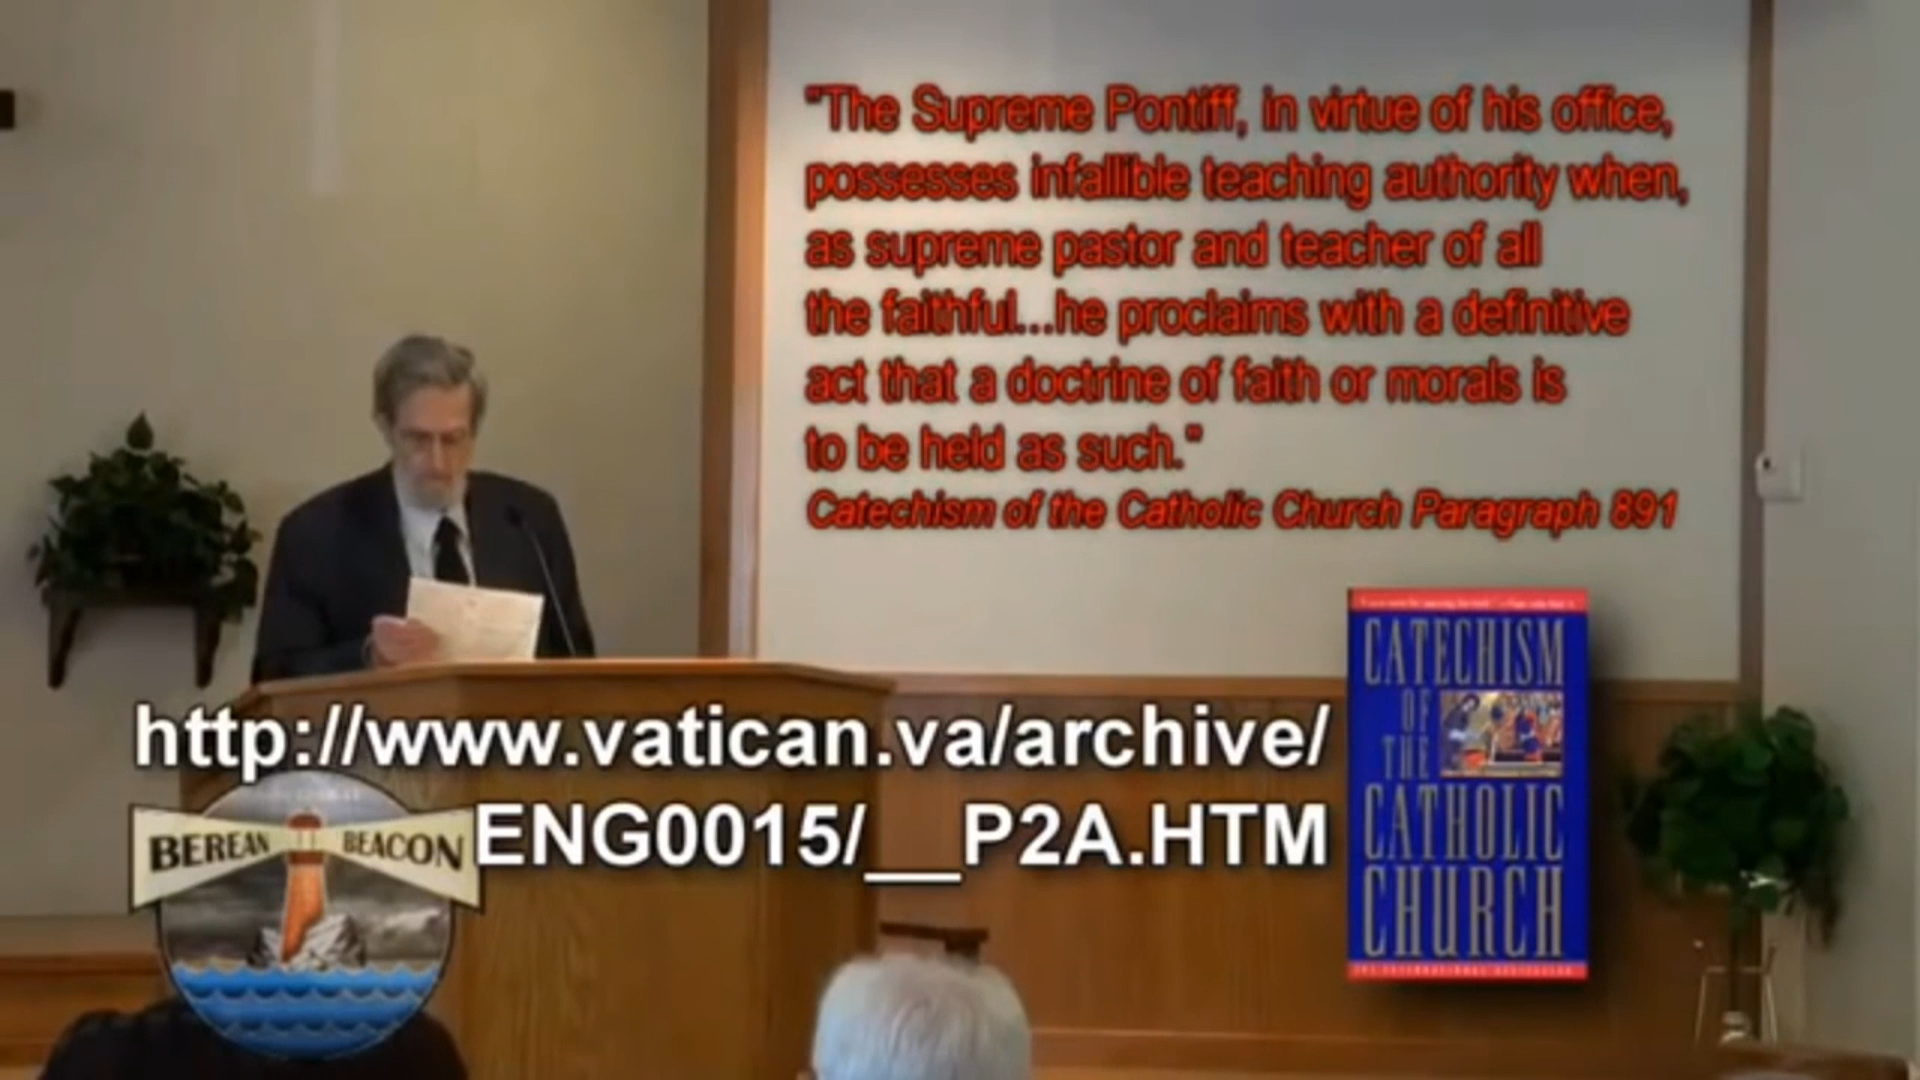 "The Supreme Pontiff, in virtue of his office,
possesses infallible teaching authority when,
as supreme pastor and teacher of all
the faithful...he proclaims with a definitive
act that a doctrine of faith or morals is
to be held as such."
Catechism of the Catholic Church Paragraph 891
http://www.vatican.va/archive/
ENG0015/__P2A.HTM
BEREAN BEACON
CATECHISM
OF
THE
CATHOLIC
CHURCH